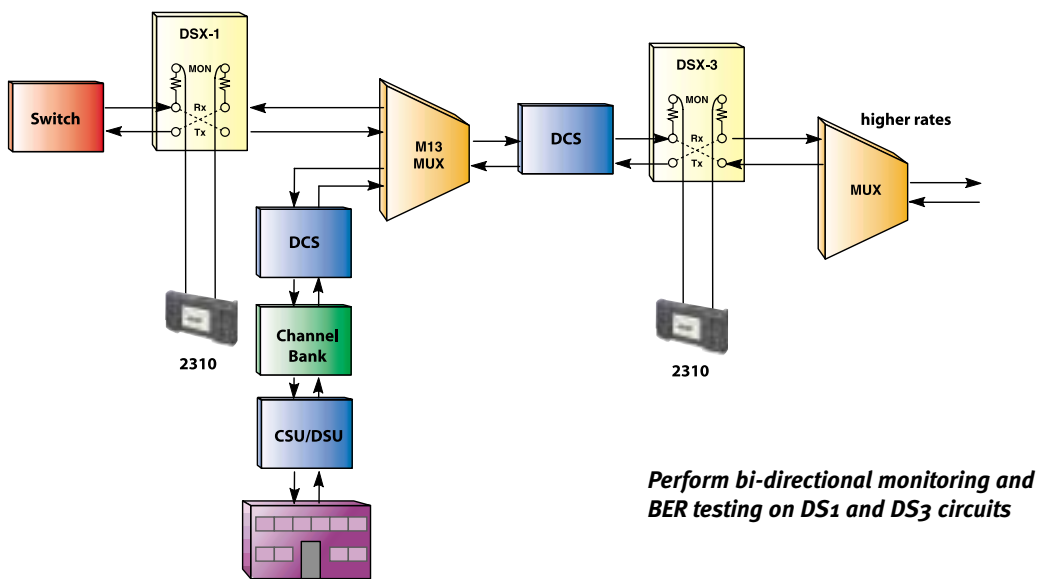 DSX-1
MON
Rx
Tx
Switch
M13
MUX
DCS
DSX-3
MON
Rx
Tx
higher rates
MUX
DCS
2310
Channel
Bank
2310
CSU/DSU
Perform bi-directional monitoring and
BER testing on DS1 and DS3 circuits